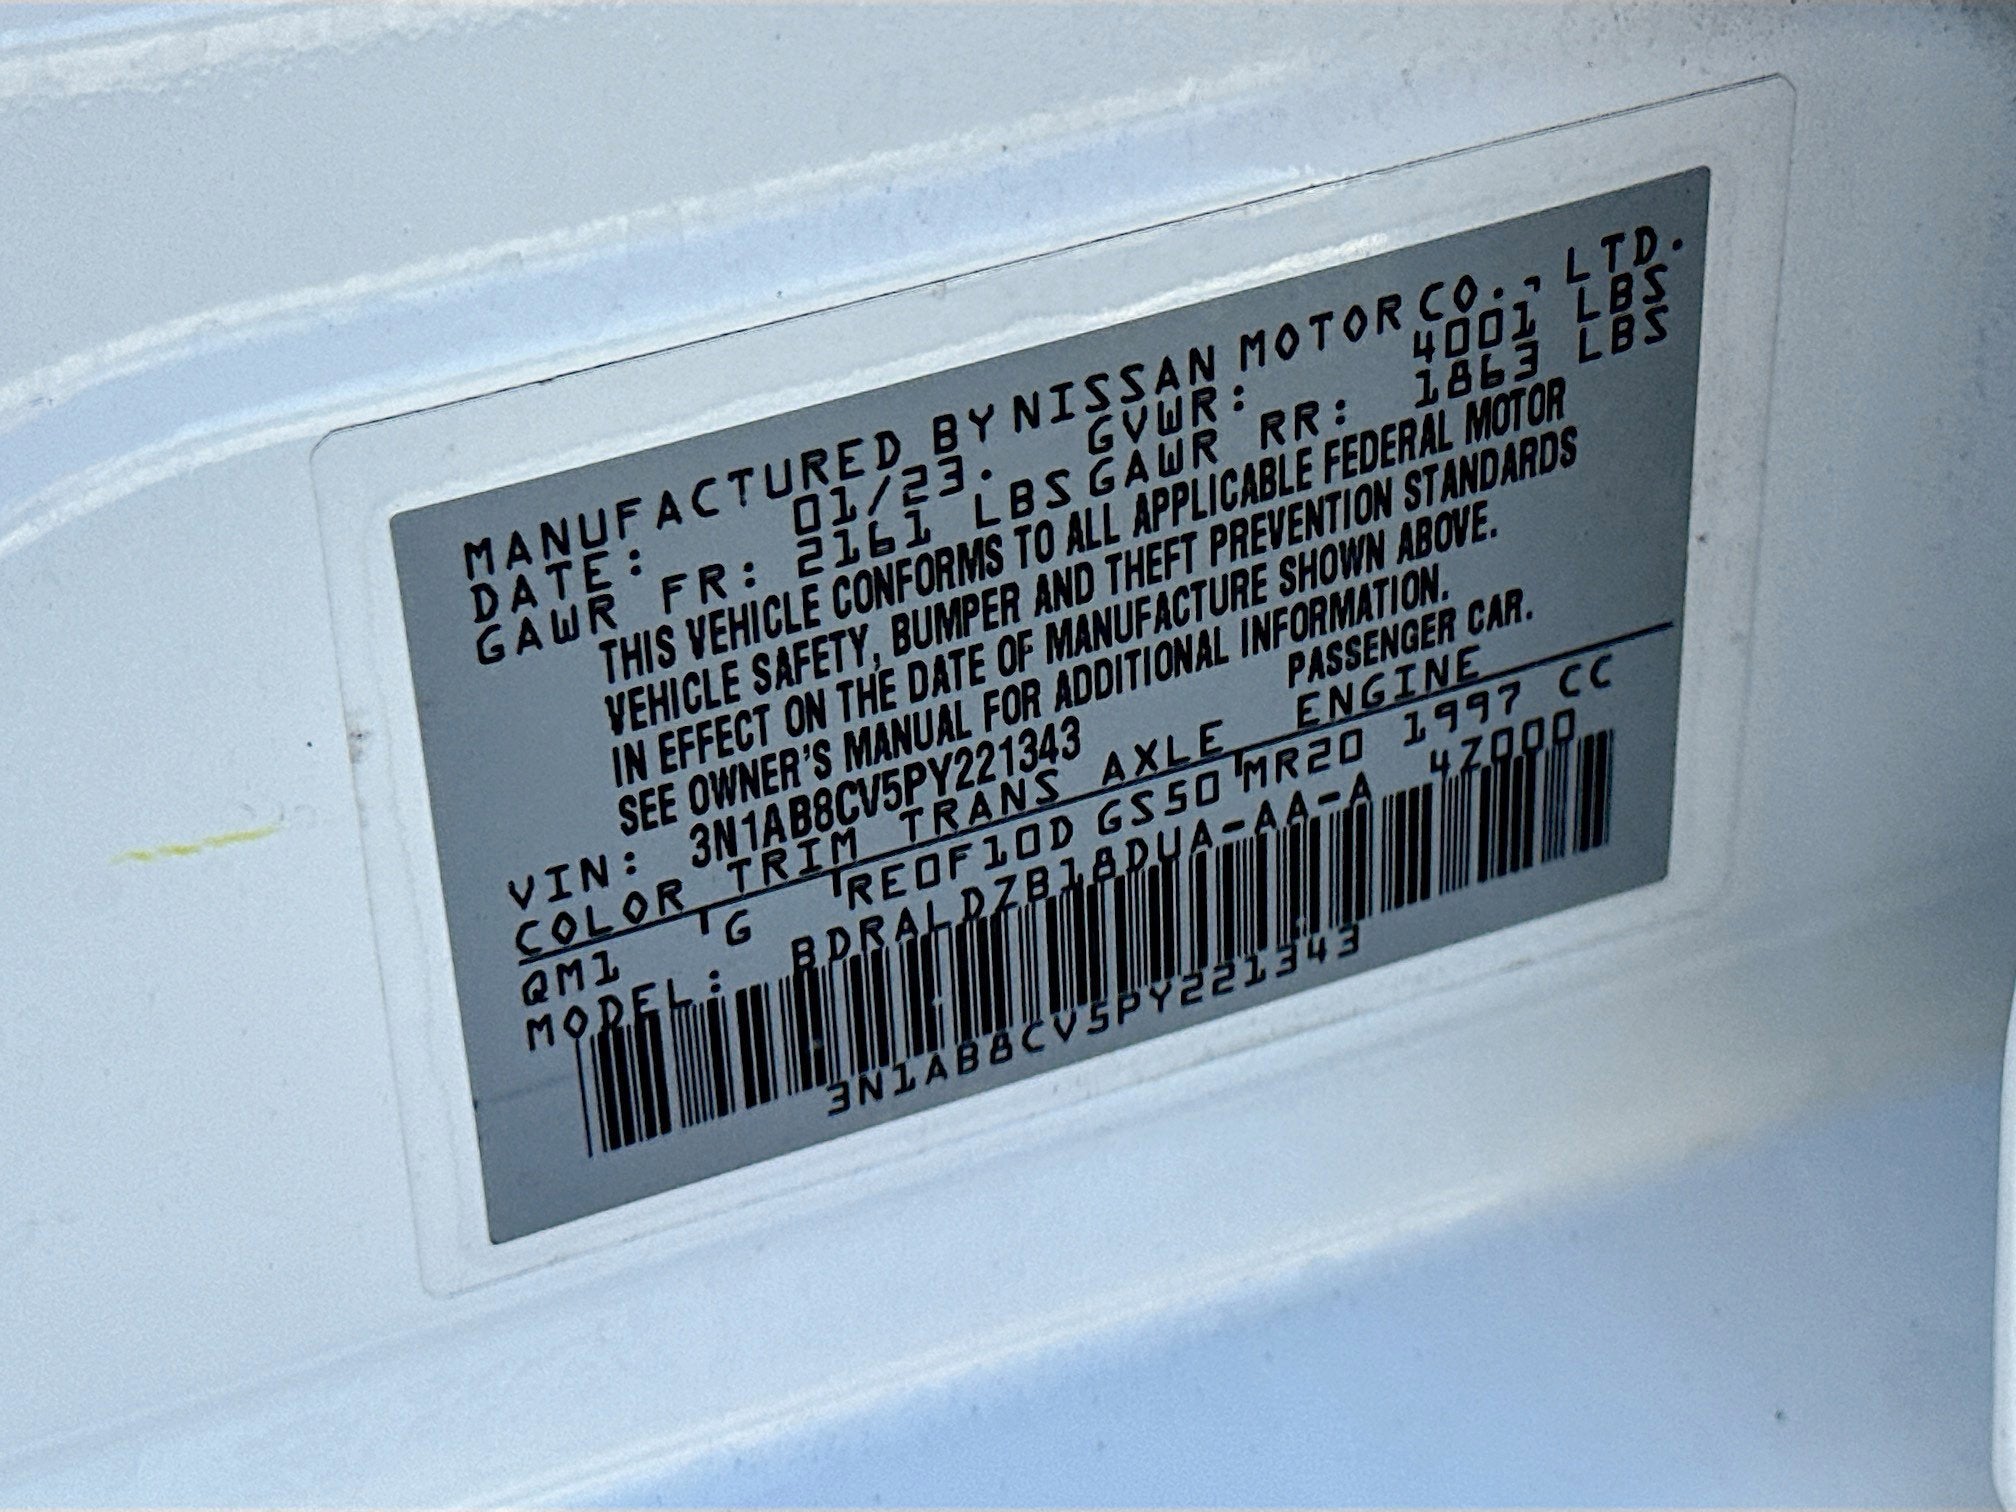 MANUFACTURED BY NISSAN MOTOR CO., LTD.
DATE: 01/23. GVWR: 4001 LBS
GAWR FR: 2161 LBS GAWR RR: 1863 LBS
THIS VEHICLE CONFORMS TO ALL APPLICABLE FEDERAL MOTOR
VEHICLE SAFETY, BUMPER AND THEFT PREVENTION STANDARDS
IN EFFECT ON THE DATE OF MANUFACTURE SHOWN ABOVE.
SEE OWNER'S MANUAL FOR ADDITIONAL INFORMATION.
VIN: 3N1AB8CV5PY221343 PASSENGER CAR.
COLOR TRIM TRANS AXLE ENGINE
QM1 G RE0F10D GS50 MR20 1997 CC
MODEL: BDRALDZB18DUA-AA-A 4Z000
3N1AB8CV5PY221343